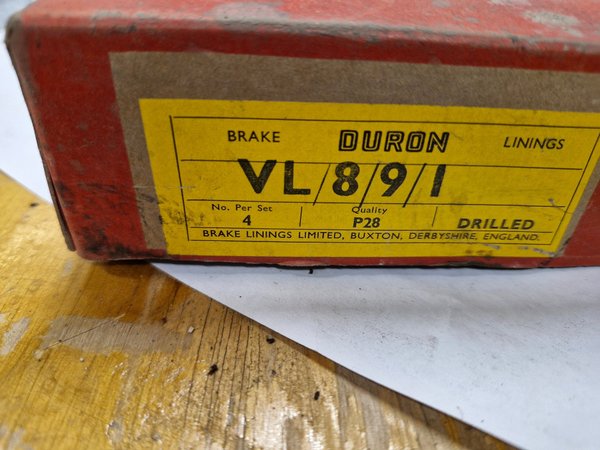 BRAKE DURON LININGS
VL/8/9/1
No. Per Set Quality
4 P28 DRILLED
BRAKE LININGS LIMITED, BUXTON, DERBYSHIRE, ENGLAND.